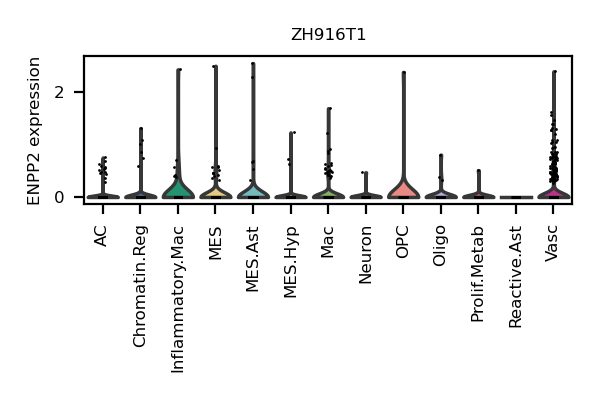 ZH916T1
ENPP2 expression
2
0
AC
Chromatin.Reg
Inflammatory.Mac
MES
MES.Ast
MES.Hyp
Mac
Neuron
OPC
Oligo
Prolif.Metab
Reactive.Ast
Vasc